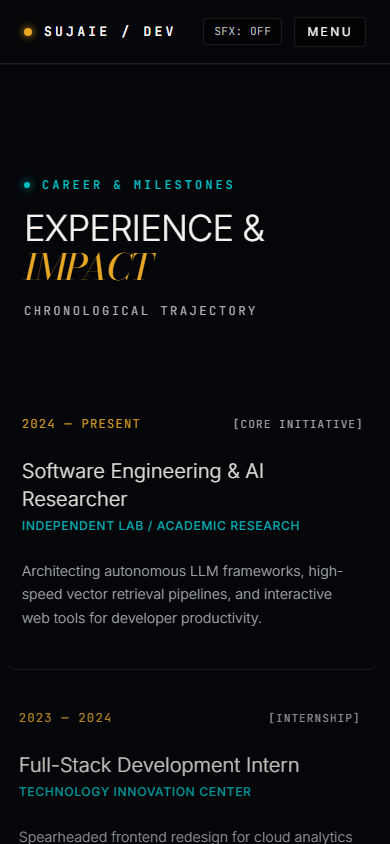 SUJAIE / DEV
SFX: OFF
MENU
CAREER & MILESTONES
EXPERIENCE &
IMPACT
CHRONOLOGICAL TRAJECTORY
2024 — PRESENT
[CORE INITIATIVE]
Software Engineering & AI
Researcher
INDEPENDENT LAB / ACADEMIC RESEARCH
Architecting autonomous LLM frameworks, high-
speed vector retrieval pipelines, and interactive
web tools for developer productivity.
2023 — 2024
[INTERNSHIP]
Full-Stack Development Intern
TECHNOLOGY INNOVATION CENTER
Spearheaded frontend redesign for cloud analytics